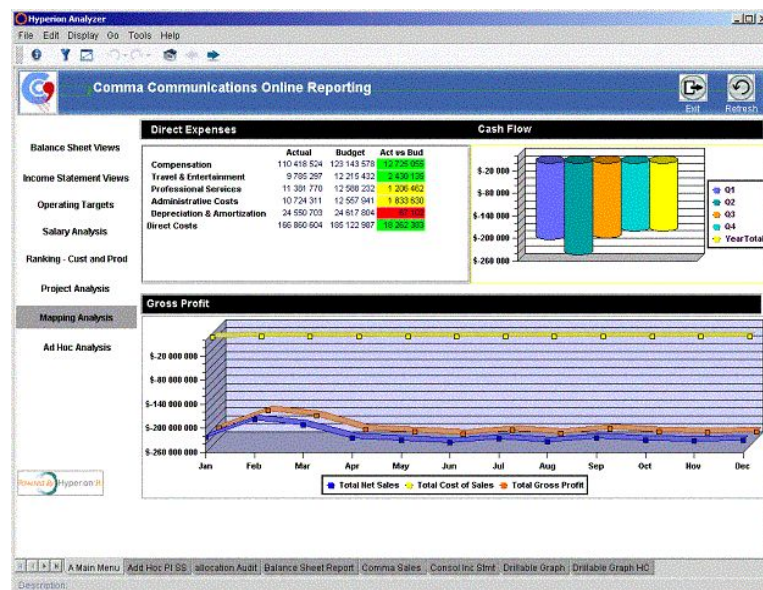 Hyperion Analyzer
File Edit Display Go Tools Help
Comma Communications Online Reporting
Exit Refresh
Balance Sheet Views
Income Statement Views
Operating Targets
Salary Analysis
Ranking - Cust and Prod
Project Analysis
Mapping Analysis
Ad Hoc Analysis
Direct Expenses
Actual Budget Act vs Bud
Compensation 110 418 524 123 143 578 12 725 055
Travel & Entertainment 9 785 297 12 215 432 2 430 135
Professional Services 11 381 770 12 588 232 1 206 462
Administrative Costs 10 724 311 12 557 941 1 833 630
Depreciation & Amortization 24 550 703 24 617 804
Direct Costs 166 860 604 185 122 987 18 262 383
Cash Flow
$-20 000
$-80 000
$-140 000
$-200 000
$-260 000
Q1
Q2
Q3
Q4
YearTotal
Gross Profit
$-20 000 000
$-80 000 000
$-140 000 000
$-200 000 000
$-260 000 000
Jan Feb Mar Apr May Jun Jul Aug Sep Oct Nov Dec
Total Net Sales Total Cost of Sales Total Gross Profit
Powered By Hyperion
A Main Menu Add Hoc Pl SS allocation Audit Balance Sheet Report Comma Sales Consol Inc Stmt Drillable Graph Drillable Graph HC
Description: